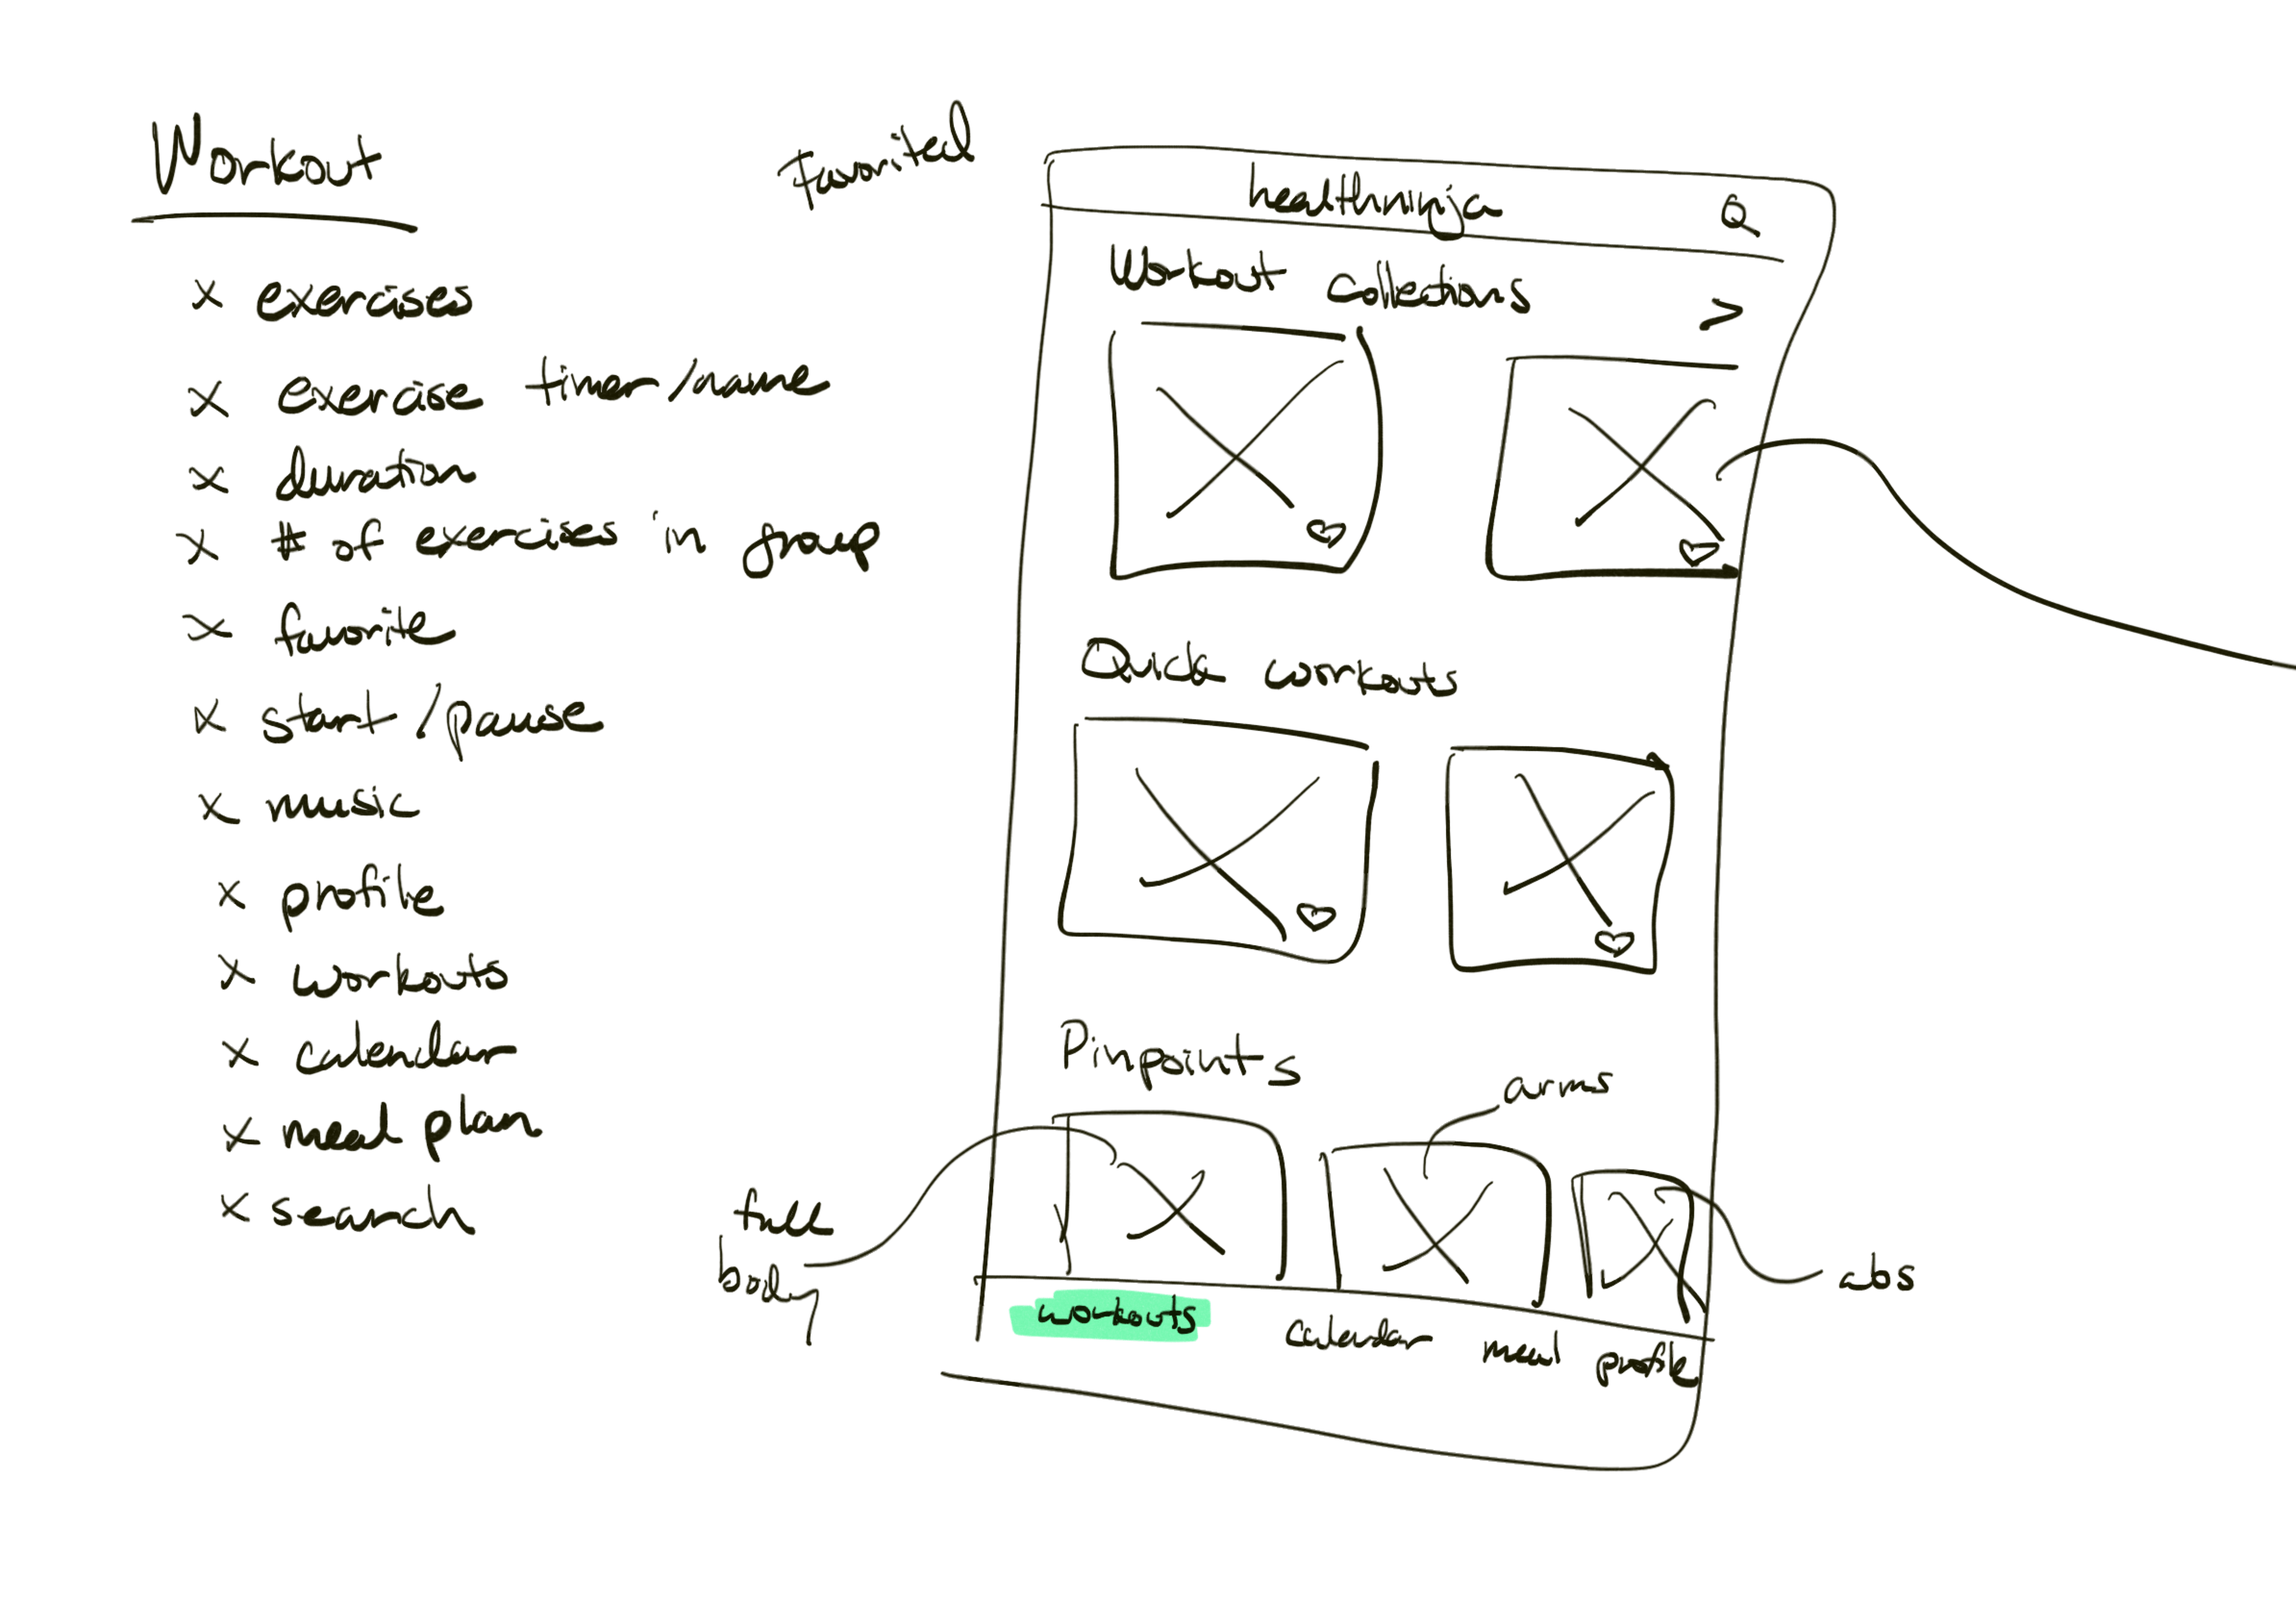 Workout
x exercises
x exercise timer/name
x duration
x # of exercises in group
x favorite
x start/pause
x music
x profile
x workouts
x calendar
x meal plan
x search
Favorited
healthninja
Workout collections
>
Quick workouts
Pinpoints
arms
full
body
abs
workouts calendar meal profile